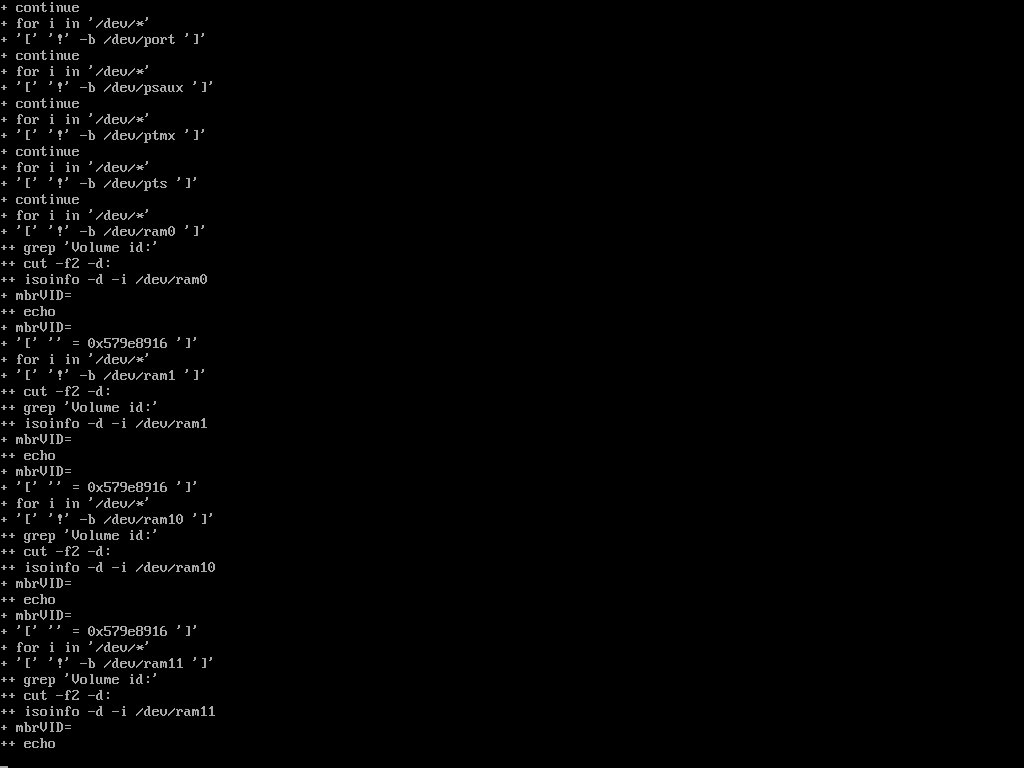 + continue
+ for i in '/dev/*'
+ '[' '!' -b /dev/port ']'
+ continue
+ for i in '/dev/*'
+ '[' '!' -b /dev/psaux ']'
+ continue
+ for i in '/dev/*'
+ '[' '!' -b /dev/ptmx ']'
+ continue
+ for i in '/dev/*'
+ '[' '!' -b /dev/pts ']'
+ continue
+ for i in '/dev/*'
+ '[' '!' -b /dev/ram0 ']'
++ grep 'Volume id:'
++ cut -f2 -d:
++ isoinfo -d -i /dev/ram0
+ mbrVID=
++ echo
+ mbrVID=
+ '[' '' = 0x579e8916 ']'
+ for i in '/dev/*'
+ '[' '!' -b /dev/ram1 ']'
++ cut -f2 -d:
++ grep 'Volume id:'
++ isoinfo -d -i /dev/ram1
+ mbrVID=
++ echo
+ mbrVID=
+ '[' '' = 0x579e8916 ']'
+ for i in '/dev/*'
+ '[' '!' -b /dev/ram10 ']'
++ grep 'Volume id:'
++ cut -f2 -d:
++ isoinfo -d -i /dev/ram10
+ mbrVID=
++ echo
+ mbrVID=
+ '[' '' = 0x579e8916 ']'
+ for i in '/dev/*'
+ '[' '!' -b /dev/ram11 ']'
++ grep 'Volume id:'
++ cut -f2 -d:
++ isoinfo -d -i /dev/ram11
+ mbrVID=
++ echo